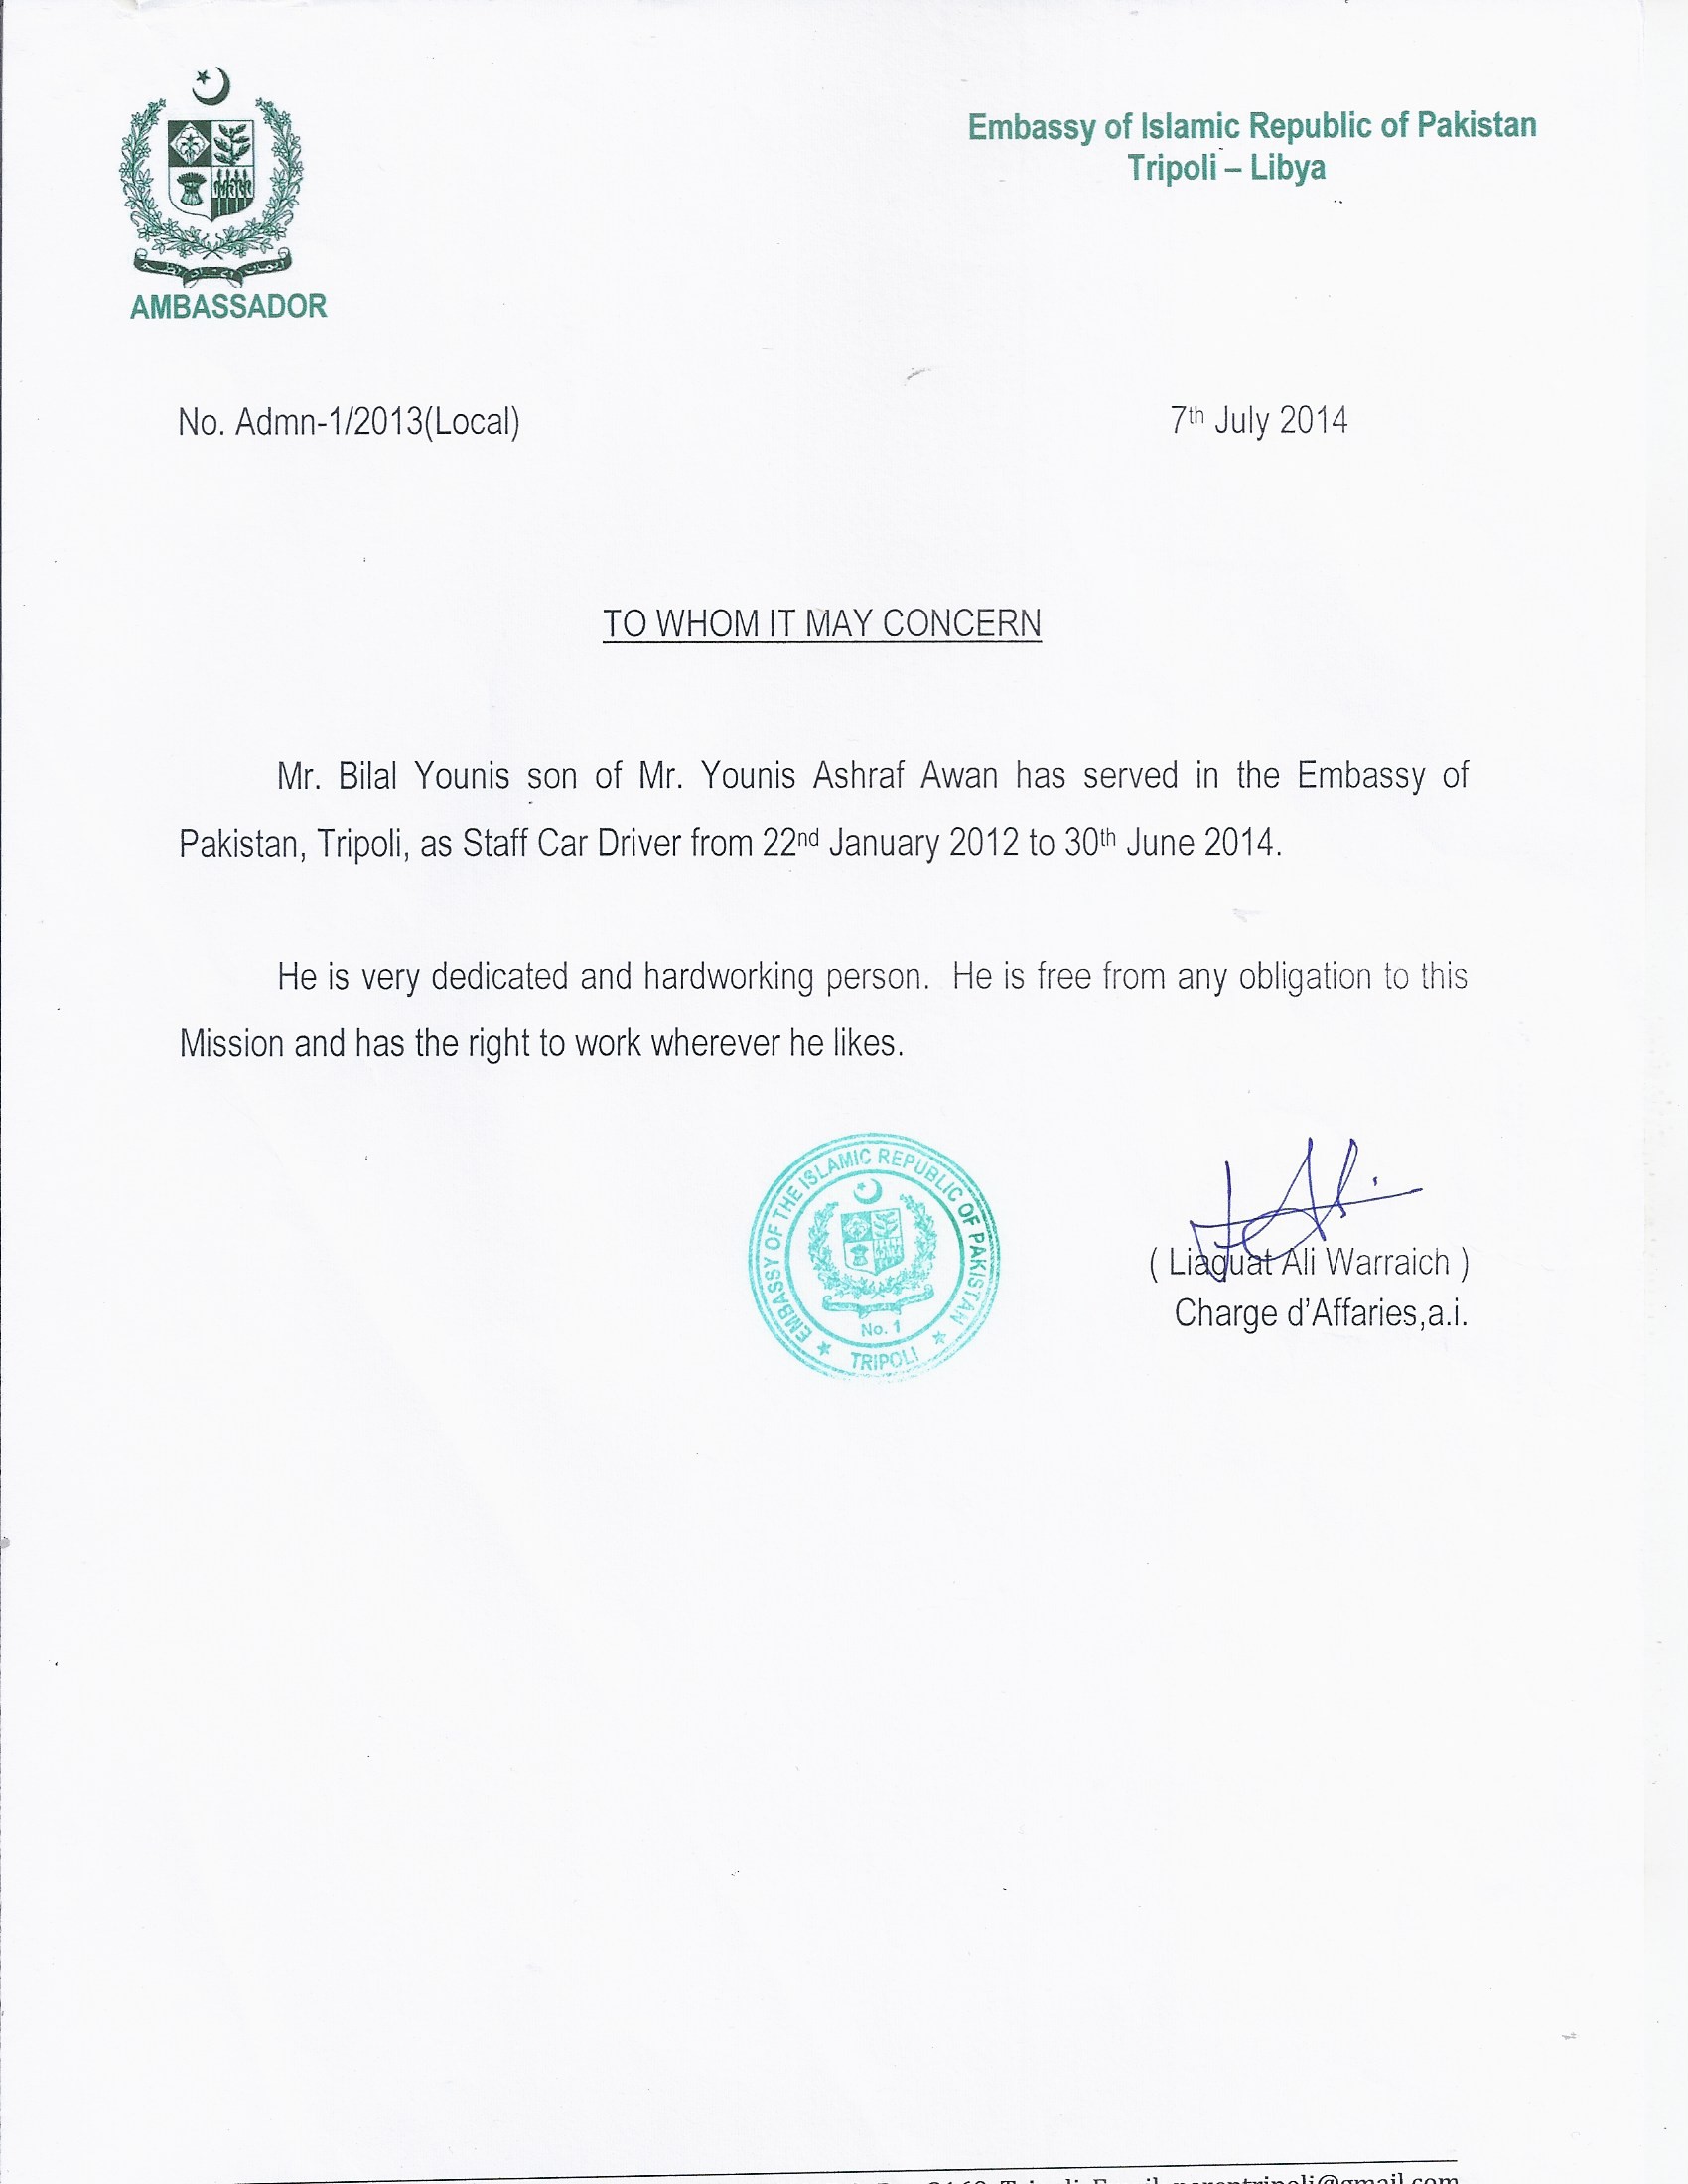 Embassy of Islamic Republic of Pakistan
Tripoli – Libya
AMBASSADOR
No. Admn-1/2013(Local)
7th July 2014
TO WHOM IT MAY CONCERN
Mr. Bilal Younis son of Mr. Younis Ashraf Awan has served in the Embassy of
Pakistan, Tripoli, as Staff Car Driver from 22nd January 2012 to 30th June 2014.
He is very dedicated and hardworking person.  He is free from any obligation to this
Mission and has the right to work wherever he likes.
EMBASSY OF THE ISLAMIC REPUBLIC OF PAKISTAN
No. 1
TRIPOLI
( Liaquat Ali Warraich )
Charge d'Affaries,a.i.
Tripoli, Email: pareptripoli@gmail.com